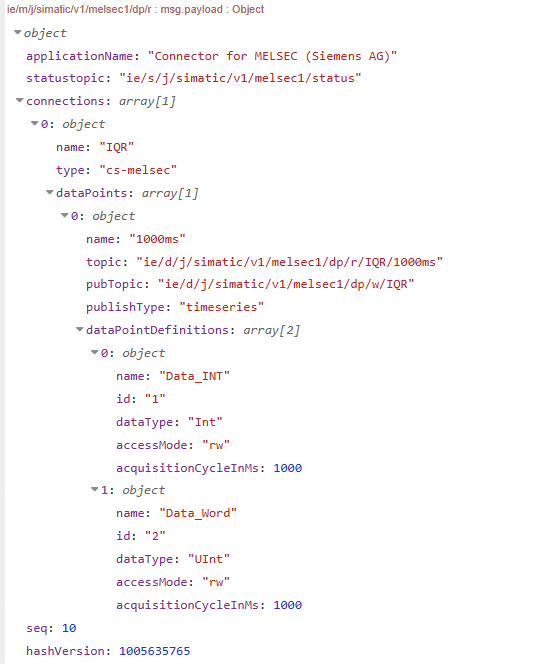 ie/m/j/simatic/v1/melsec1/dp/r : msg.payload : Object
object
applicationName: "Connector for MELSEC (Siemens AG)"
statustopic: "ie/s/j/simatic/v1/melsec1/status"
connections: array[1]
0: object
name: "IQR"
type: "cs-melsec"
dataPoints: array[1]
0: object
name: "1000ms"
topic: "ie/d/j/simatic/v1/melsec1/dp/r/IQR/1000ms"
pubTopic: "ie/d/j/simatic/v1/melsec1/dp/w/IQR"
publishType: "timeseries"
dataPointDefinitions: array[2]
0: object
name: "Data_INT"
id: "1"
dataType: "Int"
accessMode: "rw"
acquisitionCycleInMs: 1000
1: object
name: "Data_Word"
id: "2"
dataType: "UInt"
accessMode: "rw"
acquisitionCycleInMs: 1000
seq: 10
hashVersion: 1005635765